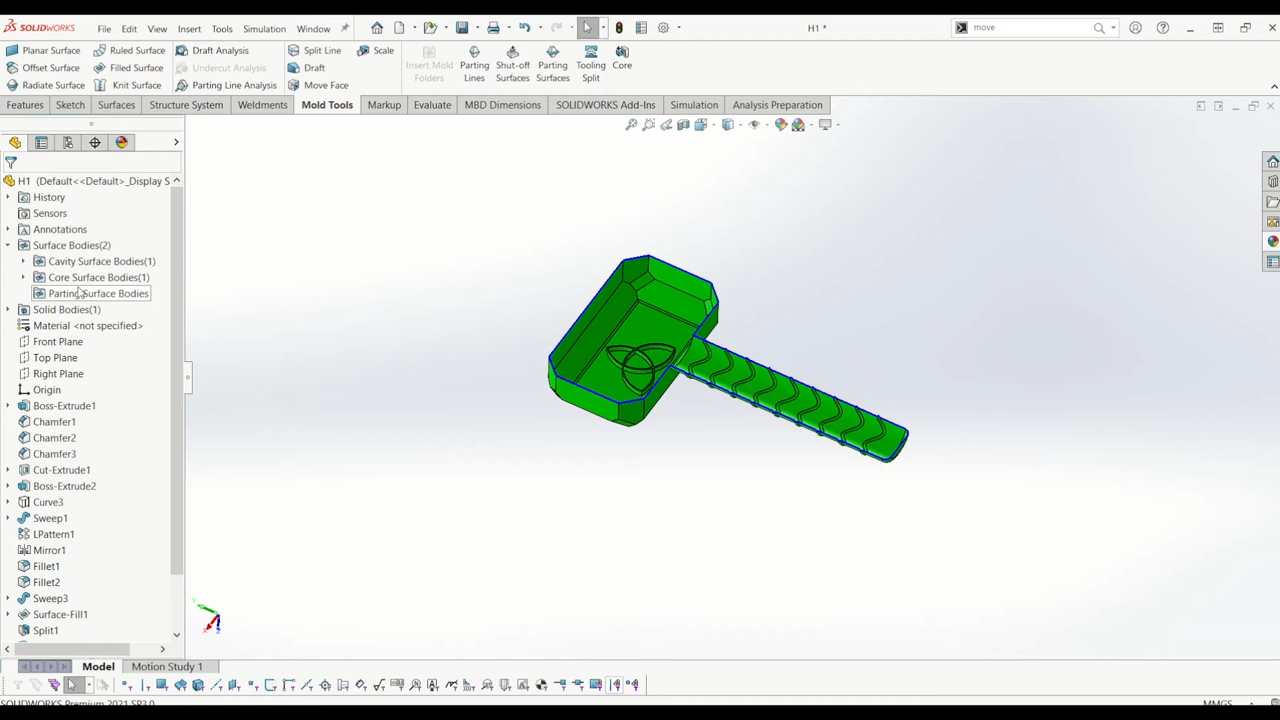 SOLIDWORKS File Edit View Insert Tools Simulation Window H1 * move
Planar Surface Ruled Surface Draft Analysis Split Line Scale
Offset Surface Filled Surface Undercut Analysis Draft
Radiate Surface Knit Surface Parting Line Analysis Move Face
Insert Mold Folders Parting Lines Shut-off Surfaces Parting Surfaces Tooling Split Core
Features Sketch Surfaces Structure System Weldments Mold Tools Markup Evaluate MBD Dimensions SOLIDWORKS Add-Ins Simulation Analysis Preparation
H1 (Default<<Default>_Display S
History
Sensors
Annotations
Surface Bodies(2)
Cavity Surface Bodies(1)
Core Surface Bodies(1)
Parting Surface Bodies
Solid Bodies(1)
Material <not specified>
Front Plane
Top Plane
Right Plane
Origin
Boss-Extrude1
Chamfer1
Chamfer2
Chamfer3
Cut-Extrude1
Boss-Extrude2
Curve3
Sweep1
LPattern1
Mirror1
Fillet1
Fillet2
Sweep3
Surface-Fill1
Split1
Model Motion Study 1
SOLIDWORKS Premium 2021 SP3.0 MMGS